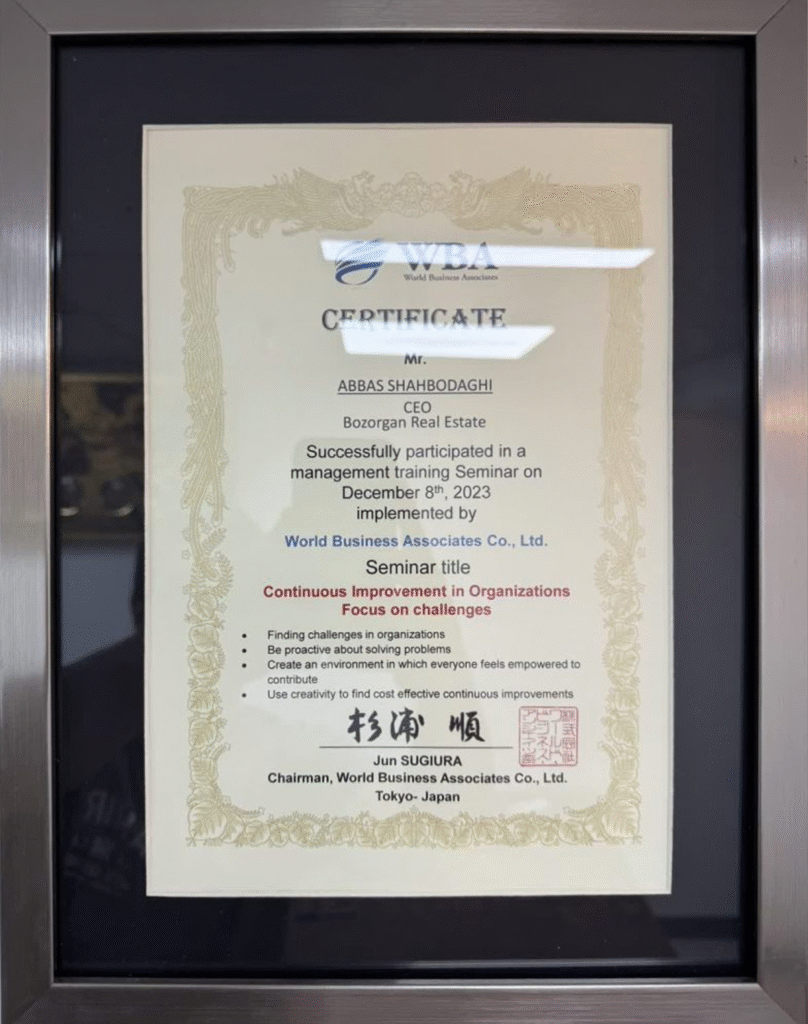 WBA
World Business Associates
CERTIFICATE
Mr.
ABBAS SHAHBODAGHI
CEO
Bozorgan Real Estate
Successfully participated in a
management training Seminar on
December 8th, 2023
implemented by
World Business Associates Co., Ltd.
Seminar title
Continuous Improvement in Organizations
Focus on challenges
• Finding challenges in organizations
• Be proactive about solving problems
• Create an environment in which everyone feels empowered to
contribute
• Use creativity to find cost effective continuous improvements
杉浦 順
Jun SUGIURA
Chairman, World Business Associates Co., Ltd.
Tokyo- Japan